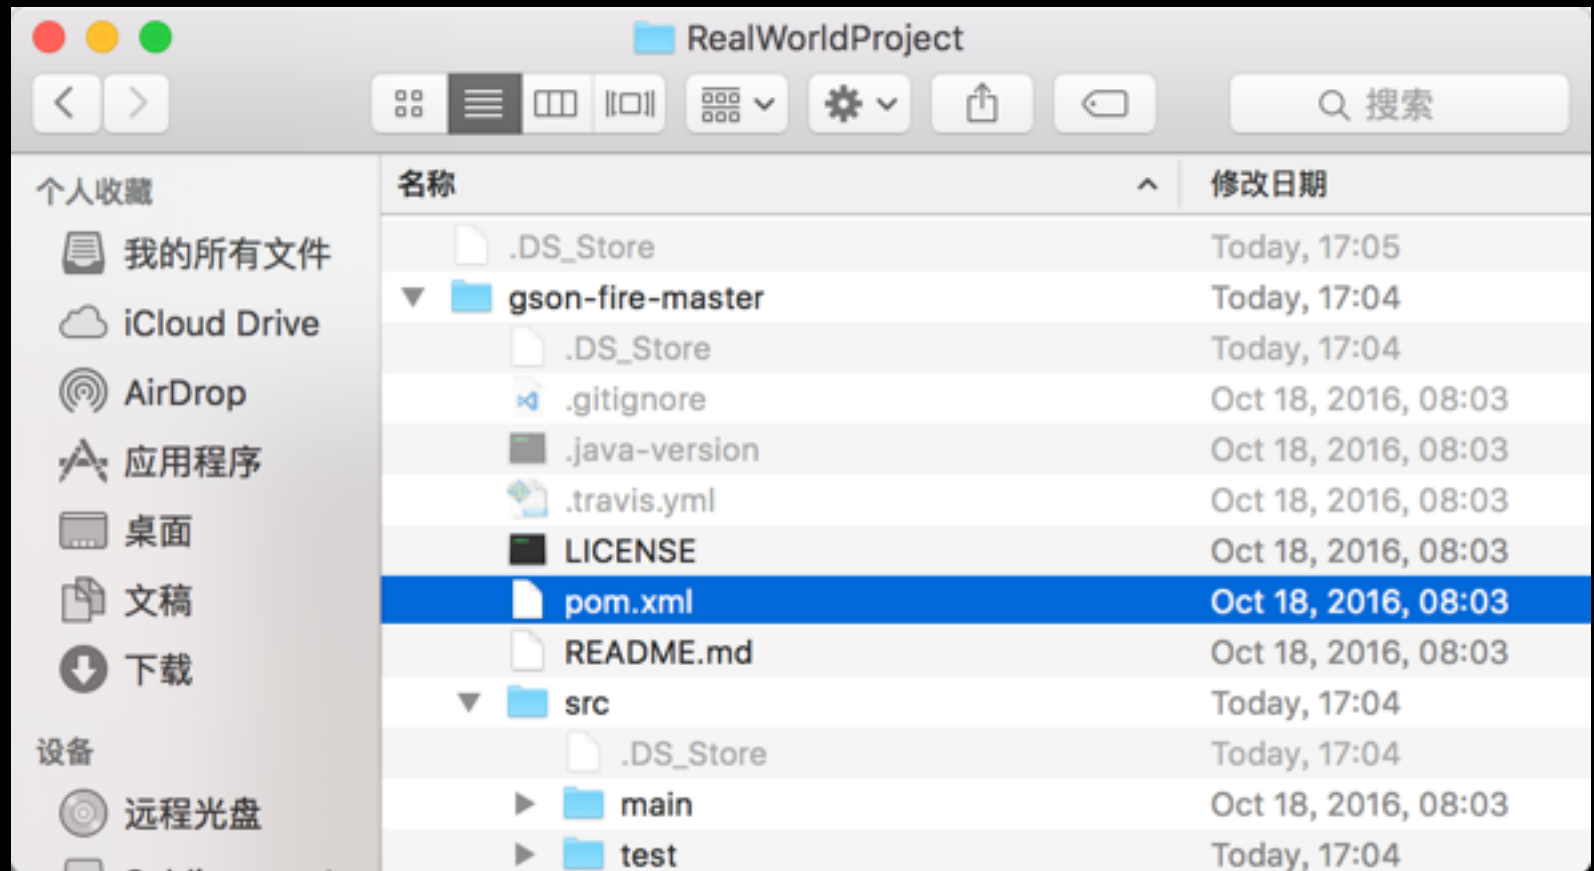 RealWorldProject
搜索
个人收藏
我的所有文件
iCloud Drive
AirDrop
应用程序
桌面
文稿
下载
设备
远程光盘
名称 修改日期
.DS_Store Today, 17:05
gson-fire-master Today, 17:04
.DS_Store Today, 17:04
.gitignore Oct 18, 2016, 08:03
.java-version Oct 18, 2016, 08:03
.travis.yml Oct 18, 2016, 08:03
LICENSE Oct 18, 2016, 08:03
pom.xml Oct 18, 2016, 08:03
README.md Oct 18, 2016, 08:03
src Today, 17:04
.DS_Store Today, 17:04
main Oct 18, 2016, 08:03
test Today, 17:04